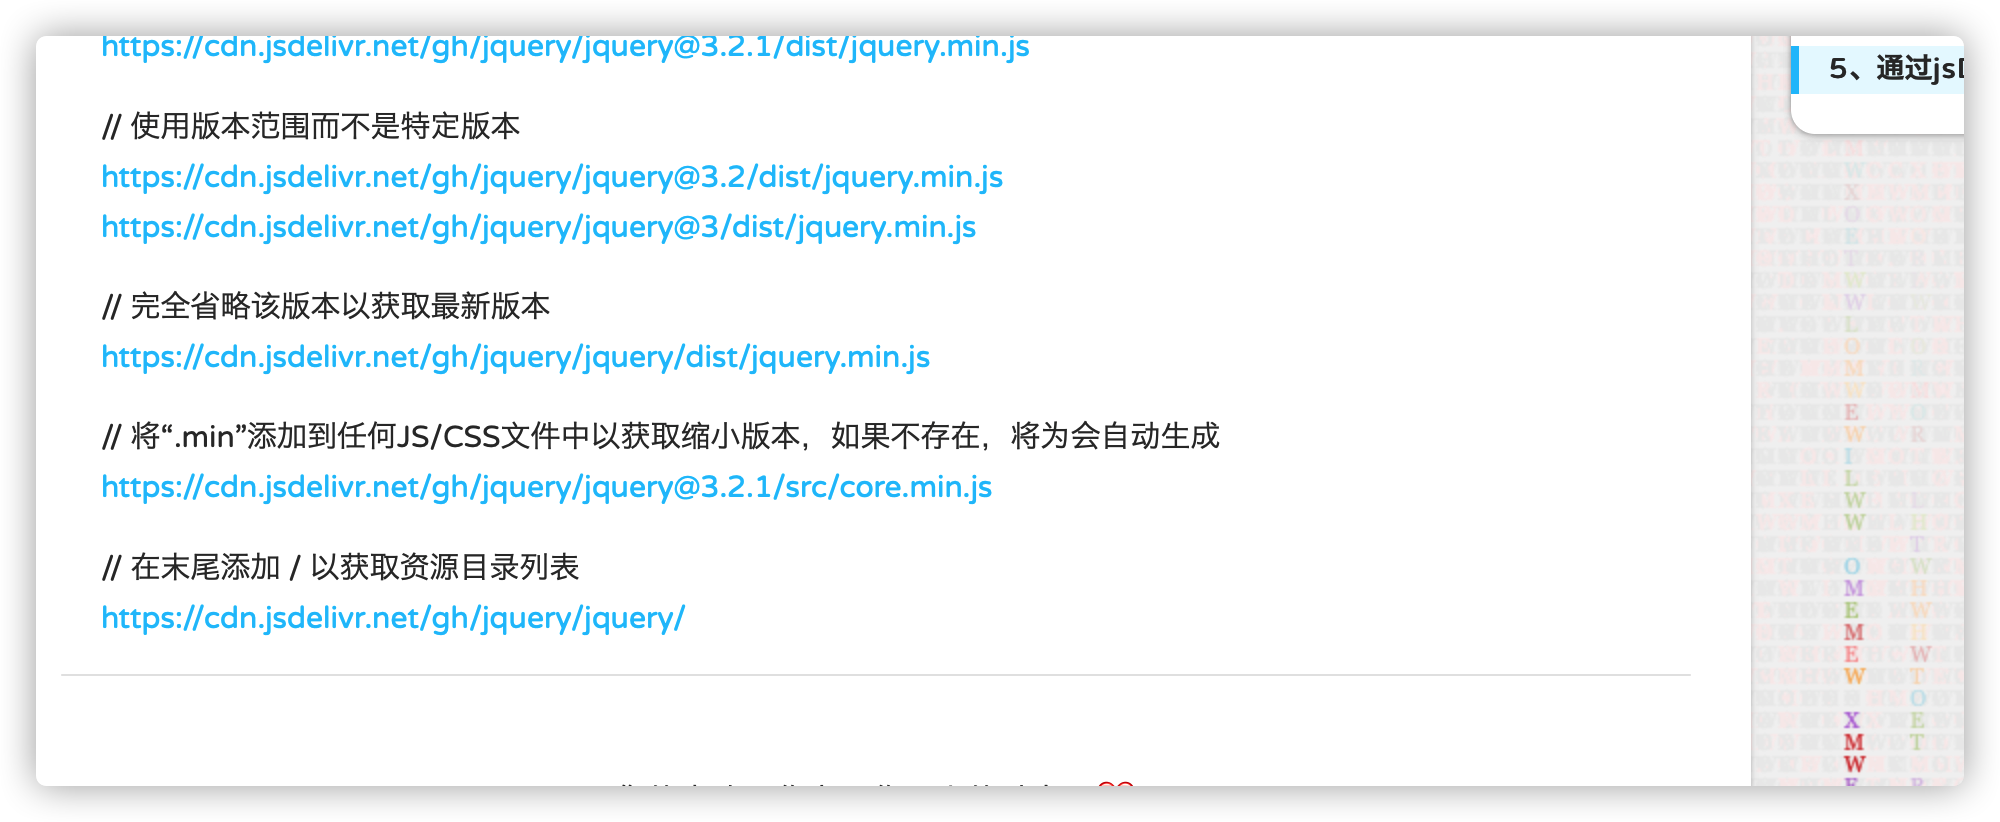 https://cdn.jsdelivr.net/gh/jquery/jquery@3.2.1/dist/jquery.min.js
// 使用版本范围而不是特定版本
https://cdn.jsdelivr.net/gh/jquery/jquery@3.2/dist/jquery.min.js
https://cdn.jsdelivr.net/gh/jquery/jquery@3/dist/jquery.min.js
// 完全省略该版本以获取最新版本
https://cdn.jsdelivr.net/gh/jquery/jquery/dist/jquery.min.js
// 将“.min”添加到任何JS/CSS文件中以获取缩小版本，如果不存在，将为会自动生成
https://cdn.jsdelivr.net/gh/jquery/jquery@3.2.1/src/core.min.js
// 在末尾添加 / 以获取资源目录列表
https://cdn.jsdelivr.net/gh/jquery/jquery/
5、通过js